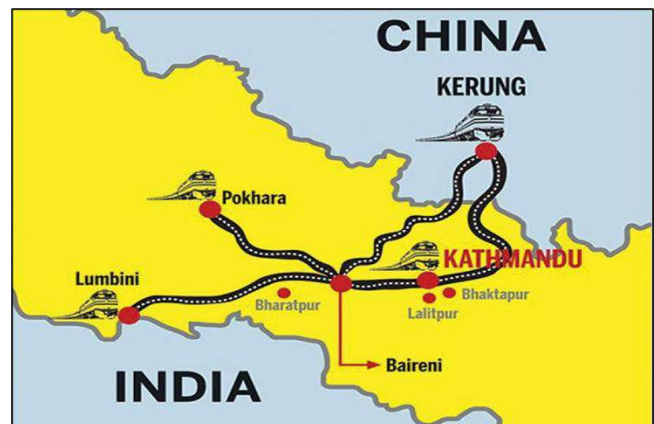 CHINA
KERUNG
Pokhara
KATHMANDU
Lumbini
Bharatpur
Bhaktapur
Lalitpur
Baireni
INDIA